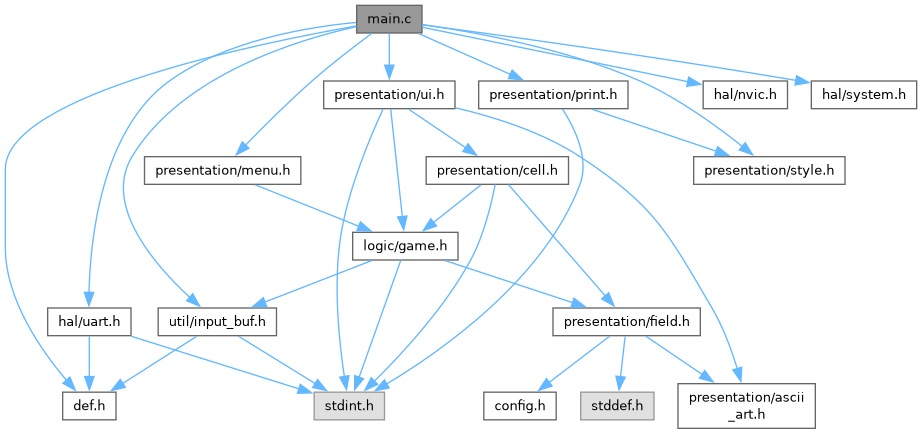 main.c
presentation/ui.h
presentation/print.h
hal/nvic.h
hal/system.h
presentation/menu.h
presentation/cell.h
presentation/style.h
logic/game.h
hal/uart.h
util/input_buf.h
presentation/field.h
def.h
stdint.h
config.h
stddef.h
presentation/ascii
_art.h